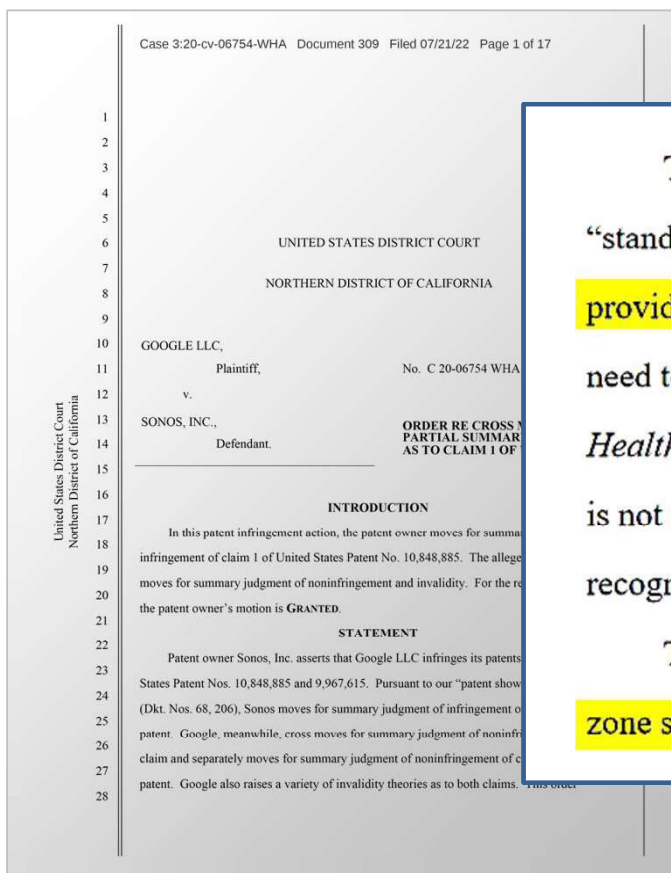 Case 3:20-cv-06754-WHA Document 309 Filed 07/21/22 Page 1 of 17
1
2
3
4
5
6 UNITED STATES DISTRICT COURT
7
8 NORTHERN DISTRICT OF CALIFORNIA
9
10 GOOGLE LLC,
11 Plaintiff, No. C 20-06754 WHA
12 v.
13 SONOS, INC., ORDER RE CROSS
14 Defendant. PARTIAL SUMMAR
AS TO CLAIM 1 OF
15
16
INTRODUCTION
17
In this patent infringement action, the patent owner moves for summa
18
infringement of claim 1 of United States Patent No. 10,848,885. The allege
19
moves for summary judgment of noninfringement and invalidity. For the re
20
the patent owner's motion is GRANTED.
21
STATEMENT
22
Patent owner Sonos, Inc. asserts that Google LLC infringes its patents
23
States Patent Nos. 10,848,885 and 9,967,615. Pursuant to our “patent show
24
(Dkt. Nos. 68, 206), Sonos moves for summary judgment of infringement o
25
patent. Google, meanwhile, cross moves for summary judgment of noninfri
26
claim and separately moves for summary judgment of noninfringement of c
27
patent. Google also raises a variety of invalidity theories as to both claims. This order
28
United States District Court
Northern District of California
“stand
provid
need t
Health
is not
recogn
zone s